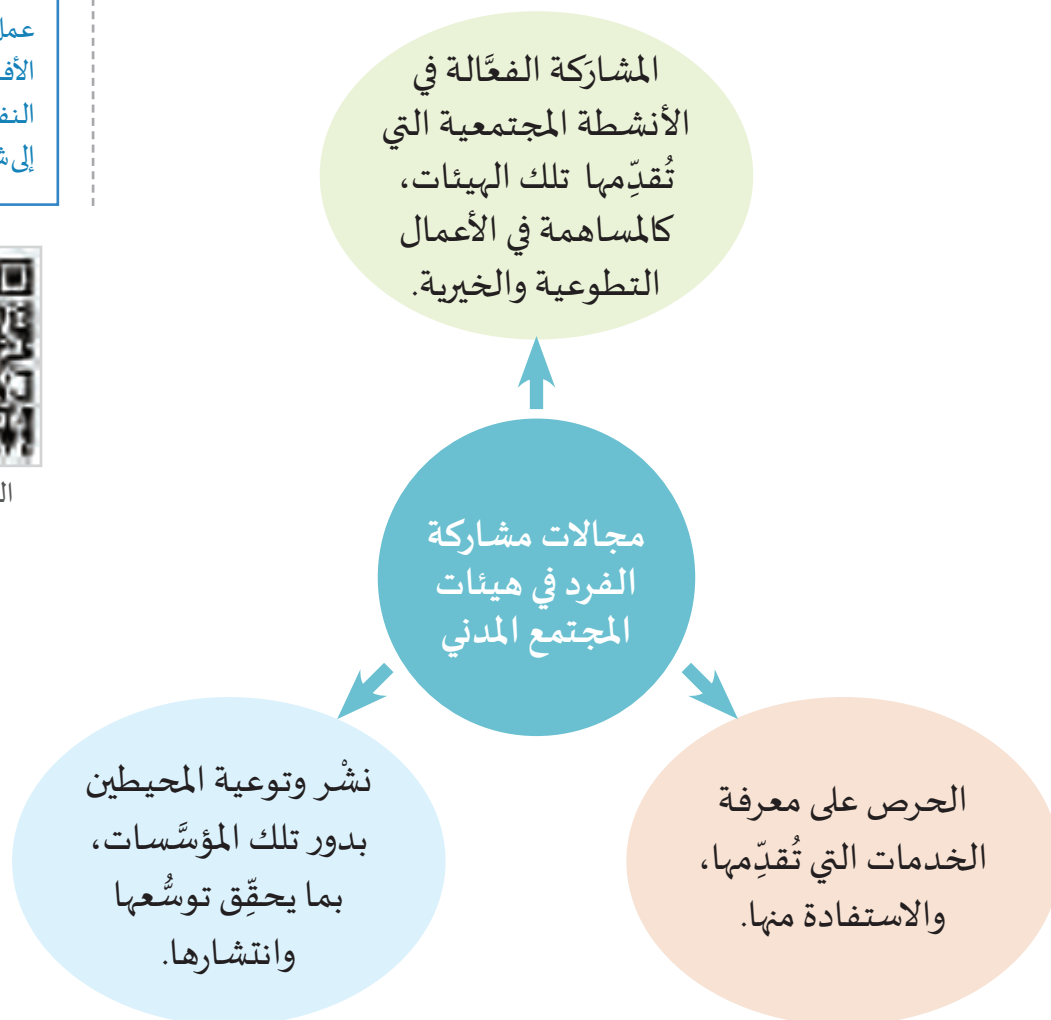 المشارَكة الفعَّالة في
الأنشطة المجتمعية التي
تُقدِّمها تلك الهيئات،
كالمساهمة في الأعمال
التطوعية والخيرية.
مجالات مشاركة
الفرد في هيئات
المجتمع المدني
الحرص على معرفة
الخدمات التي تُقدِّمها،
والاستفادة منها.
نشْر وتوعية المحيطين
بدور تلك المؤسَّسات،
بما يحقِّق توسُّعها
وانتشارها.